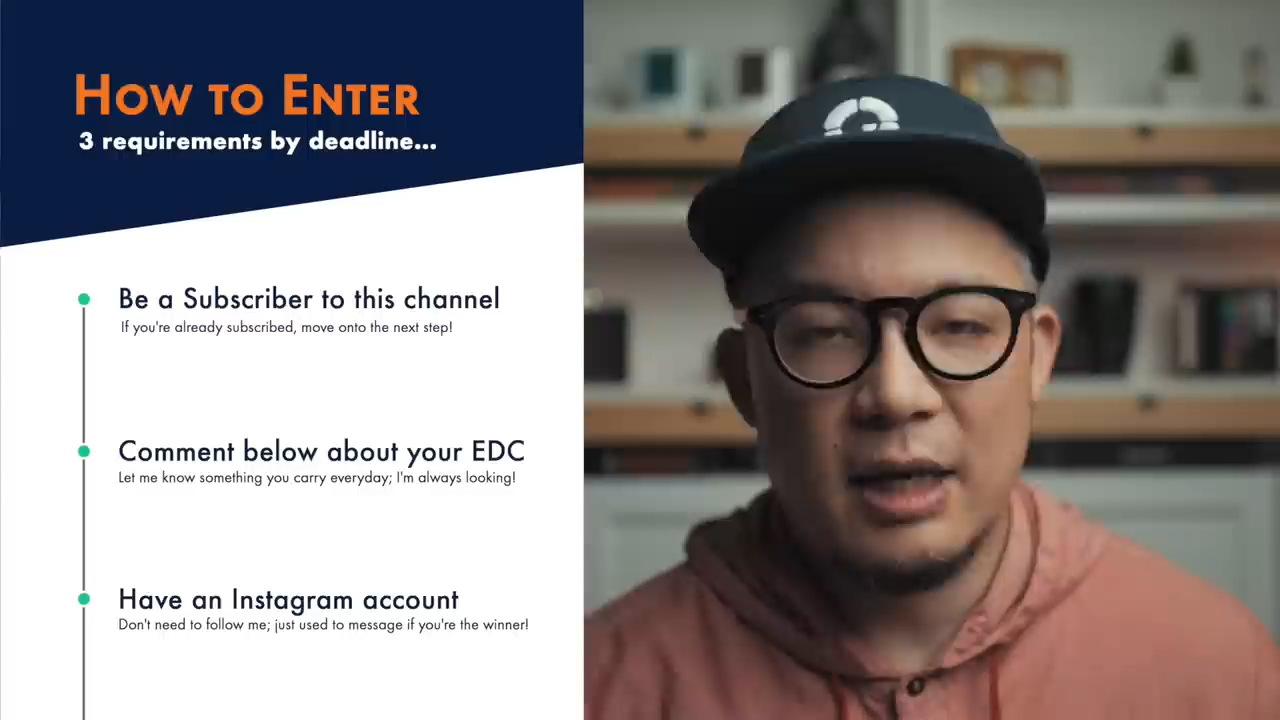 How to Enter
3 requirements by deadline...
Be a Subscriber to this channel
If you're already subscribed, move onto the next step!
Comment below about your EDC
Let me know something you carry everyday; I'm always looking!
Have an Instagram account
Don't need to follow me; just used to message if you're the winner!